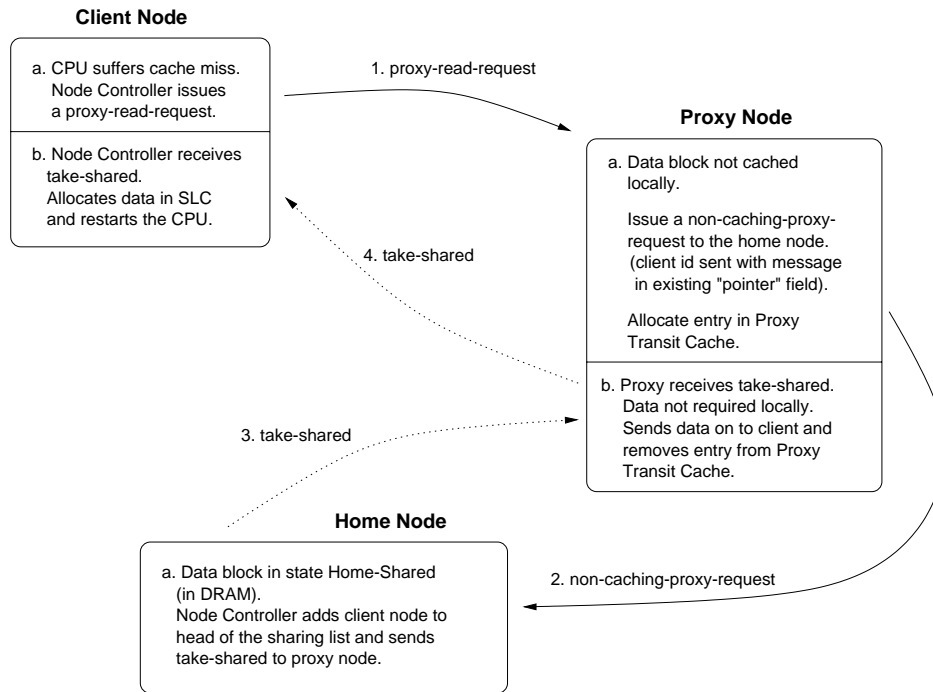 Client Node
a. CPU suffers cache miss.
Node Controller issues
a proxy-read-request.
b. Node Controller receives
take-shared.
Allocates data in SLC
and restarts the CPU.
1. proxy-read-request
Proxy Node
a. Data block not cached
locally.
Issue a non-caching-proxy-
request to the home node.
(client id sent with message
in existing "pointer" field).
Allocate entry in Proxy
Transit Cache.
b. Proxy receives take-shared.
Data not required locally.
Sends data on to client and
removes entry from Proxy
Transit Cache.
4. take-shared
3. take-shared
Home Node
a. Data block in state Home-Shared
(in DRAM).
Node Controller adds client node to
head of the sharing list and sends
take-shared to proxy node.
2. non-caching-proxy-request